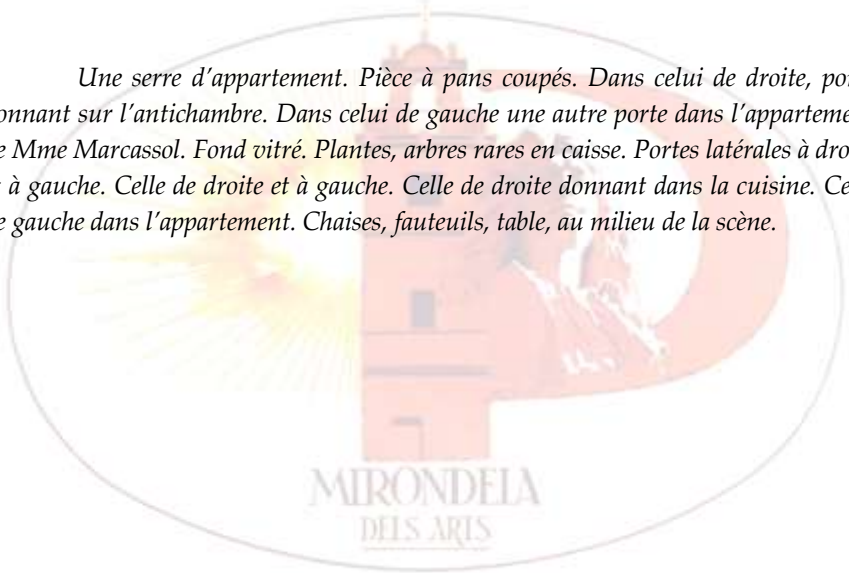 Une serre d’appartement. Pièce à pans coupés. Dans celui de droite, por
onnant sur l’antichambre. Dans celui de gauche une autre porte dans l’apparteme
e Mme Marcassol. Fond vitré. Plantes, arbres rares en caisse. Portes latérales à dro
à gauche. Celle de droite et à gauche. Celle de droite donnant dans la cuisine. Ce
e gauche dans l’appartement. Chaises, fauteuils, table, au milieu de la scène.
MIRONDELA
DELS ARTS